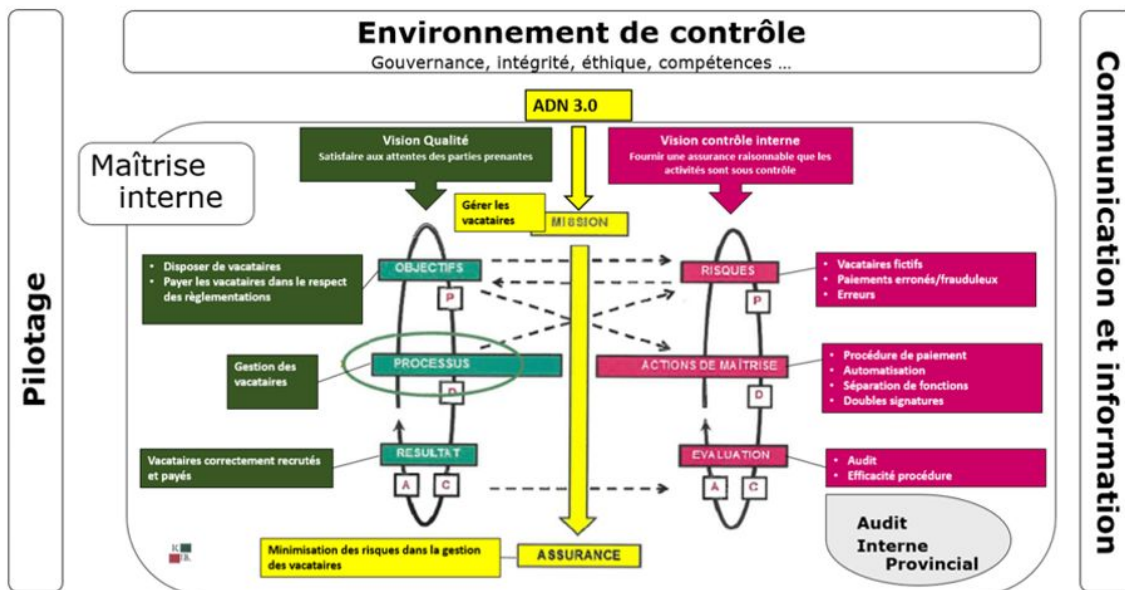 Environnement de contrôle
Gouvernance, intégrité, éthique, compétences ...
Pilotage
Communication et information
ADN 3.0
Maîtrise
interne
Vision Qualité
Satisfaire aux attentes des parties prenantes
Vision contrôle interne
Fournir une assurance raisonnable que les
activités sont sous contrôle
Gérer les
vacataires
MISSION
• Disposer de vacataires
• Payer les vacataires dans le respect
des règlementations
OBJECTIFS
P
RISQUES
P
• Vacataires fictifs
• Paiements erronés/frauduleux
• Erreurs
Gestion des
vacataires
PROCESSUS
D
ACTIONS DE MAÎTRISE
D
• Procédure de paiement
• Automatisation
• Séparation de fonctions
• Doubles signatures
Vacataires correctement recrutés
et payés
RESULTAT
A C
EVALUATION
A C
• Audit
• Efficacité procédure
Minimisation des risques dans la gestion
des vacataires
ASSURANCE
Audit
Interne
Provincial